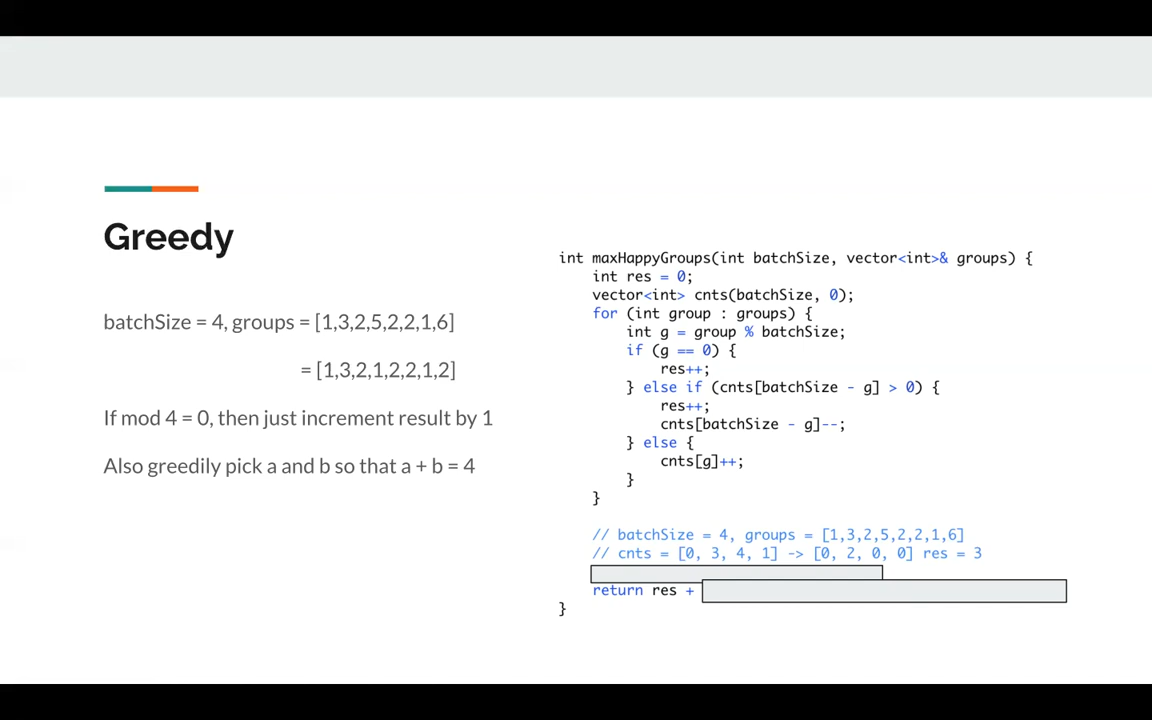 Greedy
batchSize = 4, groups = [1,3,2,5,2,2,1,6]
= [1,3,2,1,2,2,1,2]
If mod 4 = 0, then just increment result by 1
Also greedily pick a and b so that a + b = 4
int maxHappyGroups(int batchSize, vector<int>& groups) {
    int res = 0;
    vector<int> cnts(batchSize, 0);
    for (int group : groups) {
        int g = group % batchSize;
        if (g == 0) {
            res++;
        } else if (cnts[batchSize - g] > 0) {
            res++;
            cnts[batchSize - g]--;
        } else {
            cnts[g]++;
        }
    }
    // batchSize = 4, groups = [1,3,2,5,2,2,1,6]
    // cnts = [0, 3, 4, 1] -> [0, 2, 0, 0] res = 3
    return res +
}